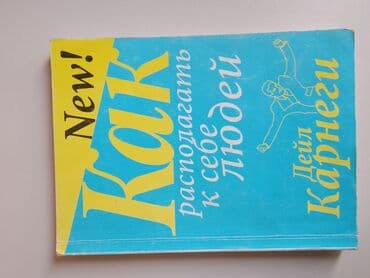 New!
Как
располагать
к себе
людей
Дейл
Карнеги